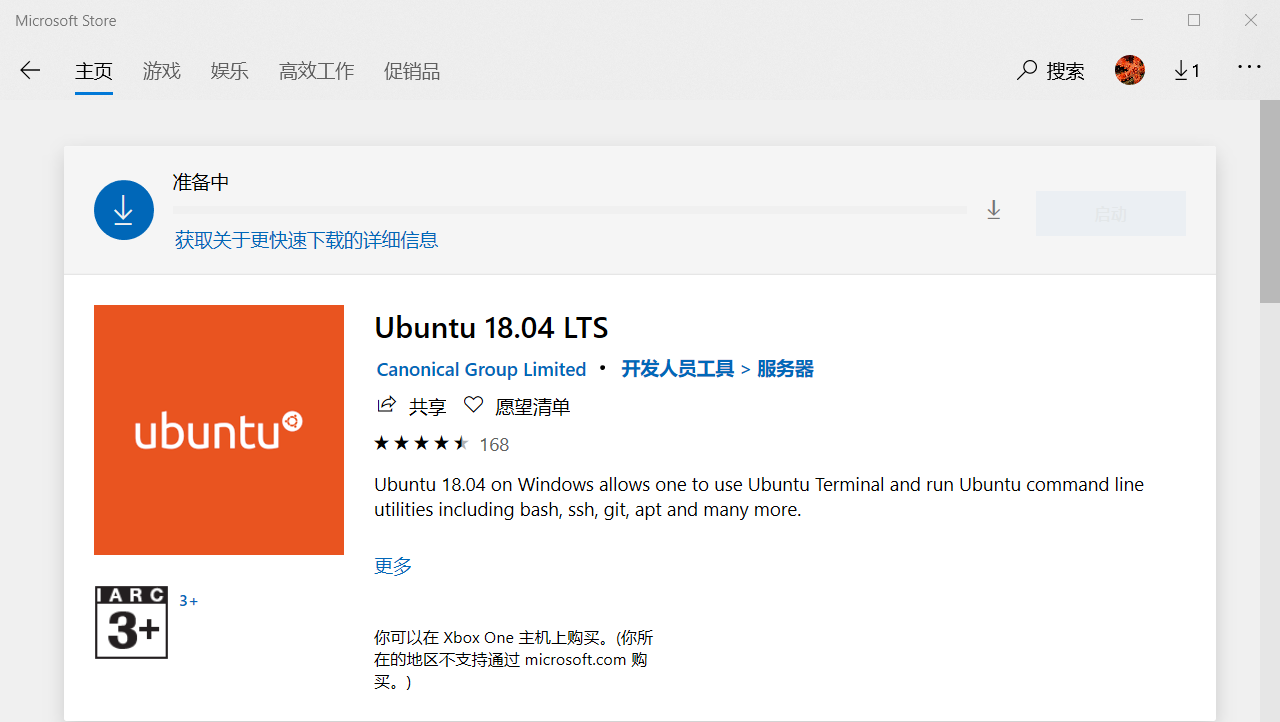 Microsoft Store
主页 游戏 娱乐 高效工作 促销品 搜索 1
准备中
启动
获取关于更快速下载的详细信息
Ubuntu 18.04 LTS
Canonical Group Limited • 开发人员工具 > 服务器
共享 愿望清单
ubuntu
168
Ubuntu 18.04 on Windows allows one to use Ubuntu Terminal and run Ubuntu command line
utilities including bash, ssh, git, apt and many more.
更多
IARC
3+
3+
你可以在 Xbox One 主机上购买。(你所
在的地区不支持通过 microsoft.com 购
买。)